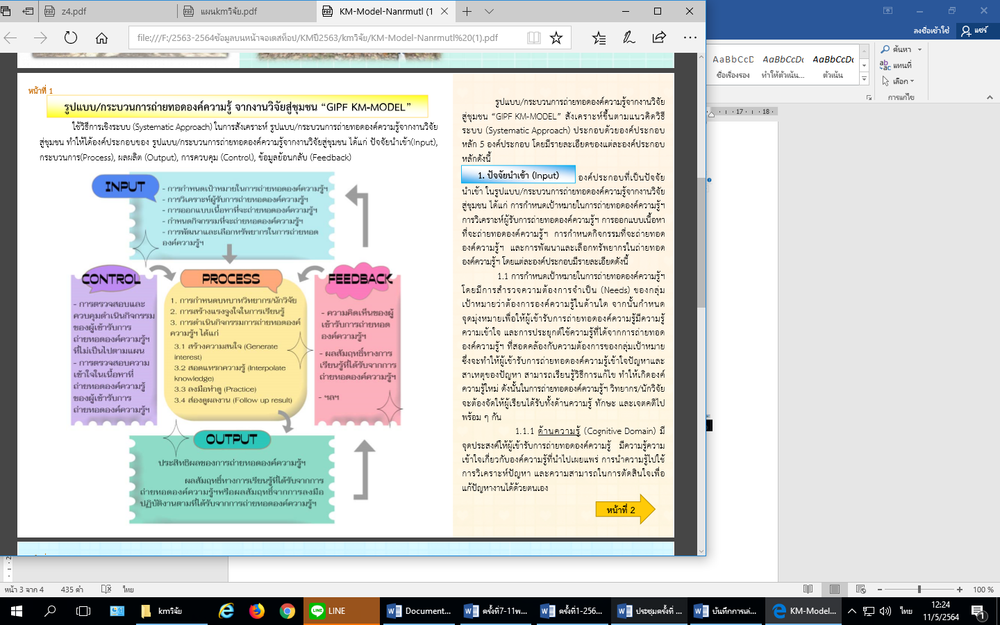 z4.pdf
แผนkmวิจัย.pdf
KM-Model-Nanrmutl (1
file:///F:/2563-2564ข้อมูลบนหน้าจอเดสท็อป/KMปี2563/kmวิจัย/KM-Model-Nanrmutl%20(1).pdf
ลงชื่อเข้าใช้
แชร์
AaBbCcD
AaBbCcDc
AaBbCcDc
ชื่อเรื่องรอง
ทำให้ตัวเน้น...
ตัวเน้น
ค้นหา
แทนที่
เลือก
การแก้ไข
17 18
หน้าที่ 1
รูปแบบ/กระบวนการถ่ายทอดองค์ความรู้ จากงานวิจัยสู่ชุมชน “GIPF KM-MODEL”
ใช้วิธีการเชิงระบบ (Systematic Approach) ในการสังเคราะห์ รูปแบบ/กระบวนการถ่ายทอดองค์ความรู้จากงานวิจัย
สู่ชุมชน ทำให้ได้องค์ประกอบของ รูปแบบ/กระบวนการถ่ายทอดองค์ความรู้จากงานวิจัยสู่ชุมชน ได้แก่ ปัจจัยนำเข้า(Input),
กระบวนการ(Process), ผลผลิต (Output), การควบคุม (Control), ข้อมูลย้อนกลับ (Feedback)
INPUT
- การกำหนดเป้าหมายในการถ่ายทอดองค์ความรู้ฯ
- การวิเคราะห์ผู้รับการถ่ายทอดองค์ความรู้ฯ
- การออกแบบเนื้อหาที่จะถ่ายทอดองค์ความรู้ฯ
- กำหนดกิจกรรมที่จะถ่ายทอดองค์ความรู้ฯ
- การพัฒนาและเลือกทรัพยากรในการถ่ายทอด
องค์ความรู้ฯ
CONTROL
- การตรวจสอบและ
ควบคุมดำเนินกิจกรรม
ของผู้เข้ารับการ
ถ่ายทอดองค์ความรู้ฯ
ที่ไม่เป็นไปตามแผน
- การตรวจสอบความ
เข้าใจในเนื้อหาที่
ถ่ายทอดองค์ความรู้
ของผู้เข้ารับการ
ถ่ายทอดองค์ความรู้ฯ
PROCESS
1. การกำหนดบทบาทวิทยากร/นักวิจัย
2. การสร้างแรงจูงใจในการเรียนรู้
3. การดำเนินกิจกรรมการถ่ายทอดองค์
ความรู้ฯ ได้แก่
3.1 สร้างความสนใจ (Generate
interest)
3.2 สอดแทรกความรู้ (Interpolate
knowledge)
3.3 ลงมือทำดู (Practice)
3.4 ส่องดูผลงาน (Follow up result)
FEEDBACK
- ความคิดเห็นของผู้
เข้ารับการถ่ายทอด
องค์ความรู้ฯ
- ผลสัมฤทธิ์ทางการ
เรียนรู้ที่ได้รับจากการ
ถ่ายทอดองค์ความรู้ฯ
- ฯลฯ
OUTPUT
ประสิทธิผลของการถ่ายทอดองค์ความรู้ฯ
ผลสัมฤทธิ์ทางการเรียนรู้ที่ได้รับจากการ
ถ่ายทอดองค์ความรู้ฯหรือผลสัมฤทธิ์จากการลงมือ
ปฏิบัติงานตามที่ได้รับจากการถ่ายทอดองค์ความรู้ฯ
รูปแบบ/กระบวนการถ่ายทอดองค์ความรู้จากงานวิจัย
สู่ชุมชน “GIPF KM-MODEL” สังเคราะห์ขึ้นตามแนวคิดวิธี
ระบบ (Systematic Approach) ประกอบด้วยองค์ประกอบ
หลัก 5 องค์ประกอบ โดยมีรายละเอียดของแต่ละองค์ประกอบ
หลักดังนี้
1. ปัจจัยนำเข้า (Input) องค์ประกอบที่เป็นปัจจัย
นำเข้า ในรูปแบบ/กระบวนการถ่ายทอดองค์ความรู้จากงานวิจัย
สู่ชุมชน ได้แก่ การกำหนดเป้าหมายในการถ่ายทอดองค์ความรู้ฯ
การวิเคราะห์ผู้รับการถ่ายทอดองค์ความรู้ฯ การออกแบบเนื้อหา
ที่จะถ่ายทอดองค์ความรู้ฯ การกำหนดกิจกรรมที่จะถ่ายทอด
องค์ความรู้ฯ และการพัฒนาและเลือกทรัพยากรในถ่ายทอด
องค์ความรู้ฯ โดยแต่ละองค์ประกอบมีรายละเอียดดังนี้
1.1 การกำหนดเป้าหมายในการถ่ายทอดองค์ความรู้ฯ
โดยมีการสำรวจความต้องการจำเป็น (Needs) ของกลุ่ม
เป้าหมายว่าต้องการองค์ความรู้ในด้านใด จากนั้นกำหนด
จุดมุ่งหมายเพื่อให้ผู้เข้ารับการถ่ายทอดองค์ความรู้มีความรู้
ความเข้าใจ และการประยุกต์ใช้ความรู้ที่ได้จากการถ่ายทอด
องค์ความรู้ฯ ที่สอดคล้องกับความต้องการของกลุ่มเป้าหมาย
ซึ่งจะทำให้ผู้เข้ารับการถ่ายทอดองค์ความรู้เข้าใจปัญหาและ
สาเหตุของปัญหา สามารถเรียนรู้วิธีการแก้ไข ทำให้เกิดองค์
ความรู้ใหม่ ดังนั้นในการถ่ายทอดองค์ความรู้ฯ วิทยากร/นักวิจัย
จะต้องจัดให้ผู้เรียนได้รับทั้งด้านความรู้ ทักษะ และเจตคติไป
พร้อม ๆ กัน
1.1.1 ด้านความรู้ (Cognitive Domain) มี
จุดประสงค์ให้ผู้เข้ารับการถ่ายทอดองค์ความรู้ มีความรู้ความ
เข้าใจเกี่ยวกับองค์ความรู้ที่นำไปเผยแพร่ การนำความรู้ไปใช้
การวิเคราะห์ปัญหา และความสามารถในการตัดสินใจเพื่อ
แก้ปัญหางานได้ด้วยตนเอง
หน้าที่ 2
หน้า 3 จาก 4
435 คำ
ไทย
100 %
kmวิจัย
LINE
Document...
ครั้งที่7-11พ...
ครั้งที่1-256...
ประชุมครั้งที่ ...
บันทึกการเล่...
KM-Model...
ไทย
12:24
11/5/2564
1